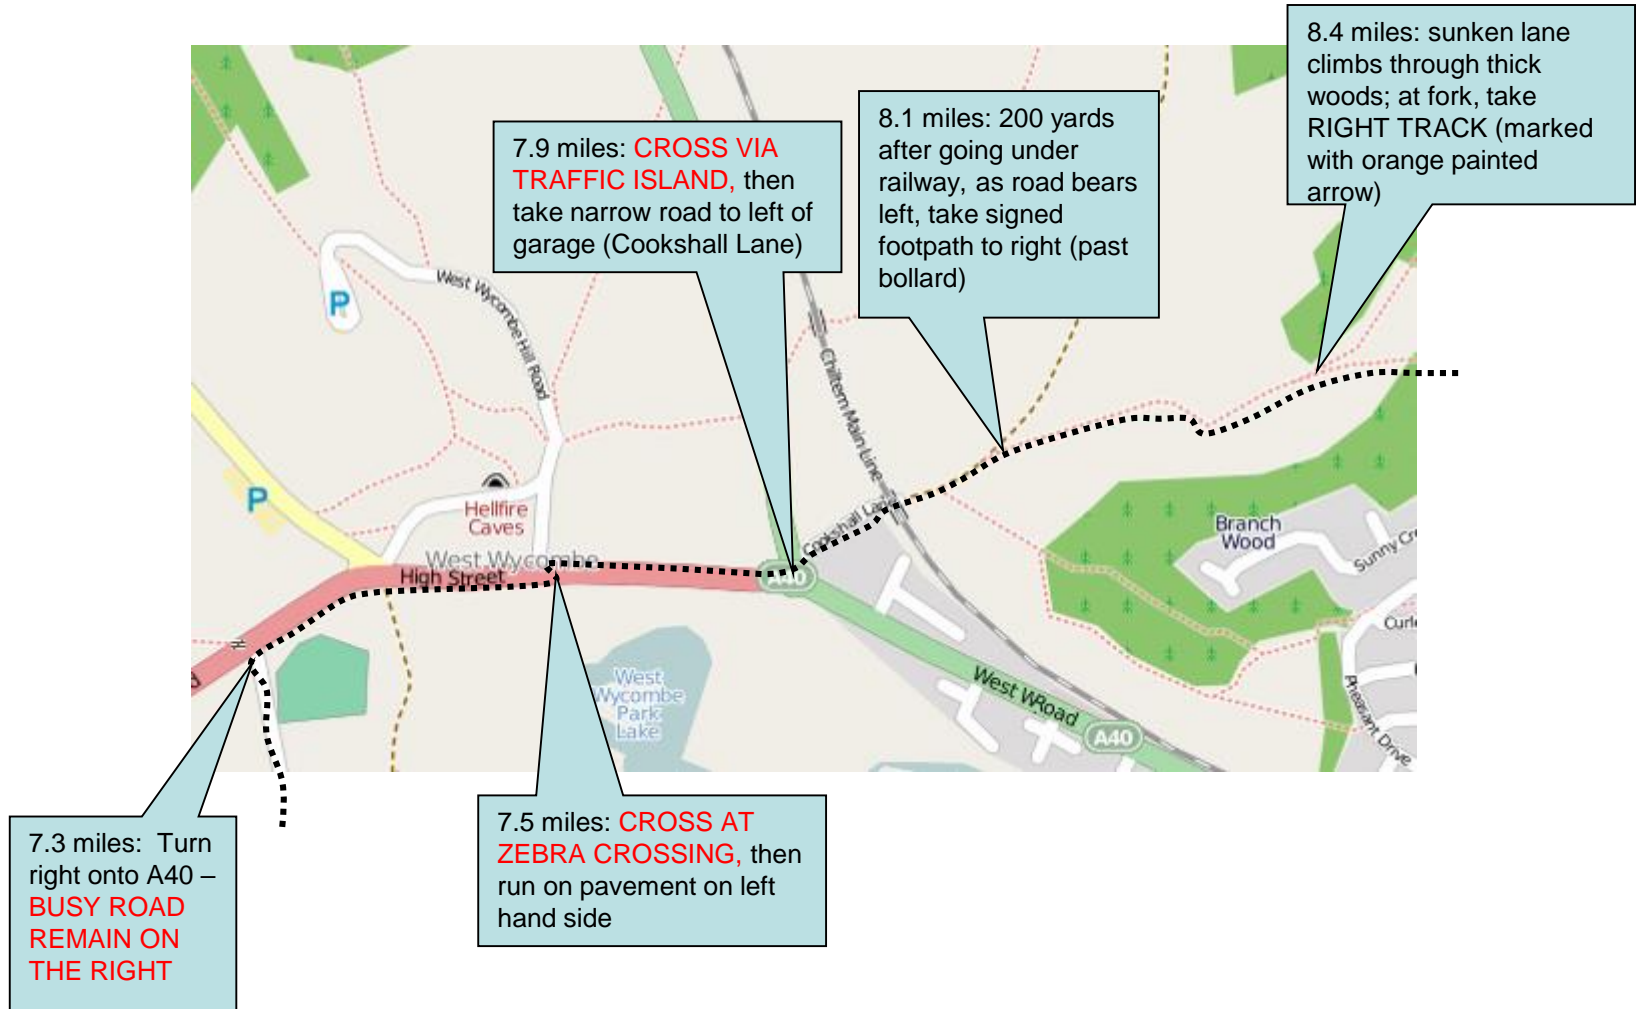 8.4 miles: sunken lane
climbs through thick
woods; at fork, take
RIGHT TRACK (marked
with orange painted
arrow)
8.1 miles: 200 yards
after going under
railway, as road bears
left, take signed
footpath to right (past
bollard)
7.9 miles: CROSS VIA
TRAFFIC ISLAND, then
take narrow road to left of
garage (Cookshall Lane)
West Wycombe Hill Road
P
Chiltern Main Line
P
Hellfire
Caves
Cookshall Lane
Branch
Wood
Sunny Cr
West Wycombe
High Street
A40
Curle
West
Wycombe
Park
Lake
West W Road
A40
Pheasant Drive
d
7.3 miles: Turn
right onto A40 –
BUSY ROAD
REMAIN ON
THE RIGHT
7.5 miles: CROSS AT
ZEBRA CROSSING, then
run on pavement on left
hand side